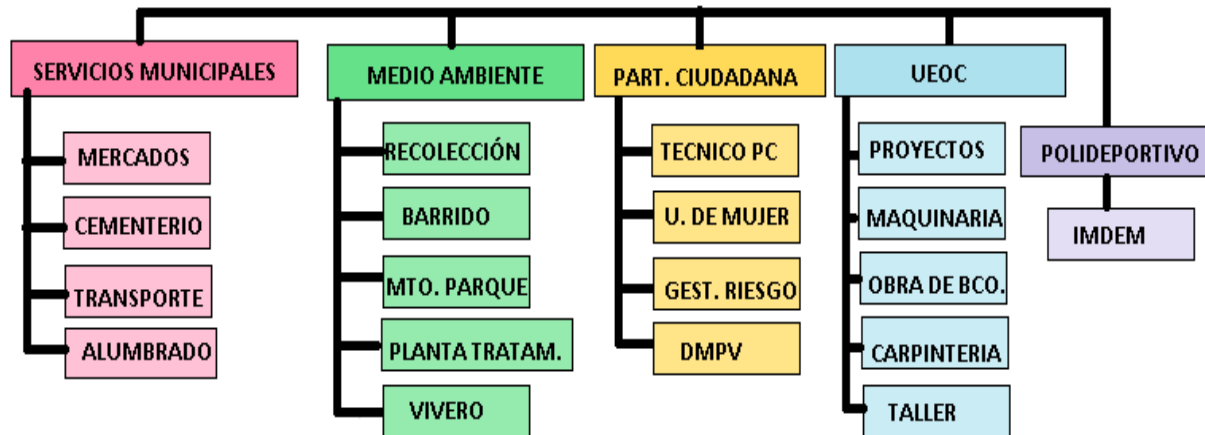 SERVICIOS MUNICIPALES
MERCADOS
CEMENTERIO
TRANSPORTE
ALUMBRADO
MEDIO AMBIENTE
RECOLECCIÓN
BARRIDO
MTO. PARQUE
PLANTA TRATAM.
VIVERO
PART. CIUDADANA
TECNICO PC
U. DE MUJER
GEST. RIESGO
DMPV
UEOC
PROYECTOS
MAQUINARIA
OBRA DE BCO.
CARPINTERIA
TALLER
POLIDEPORTIVO
IMDEM